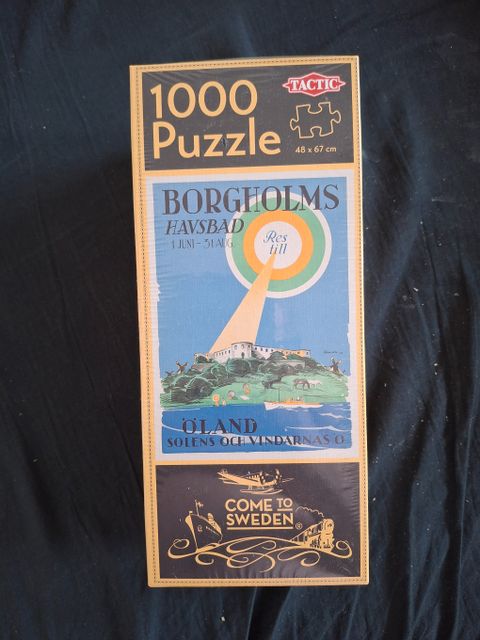 1000
Puzzle
TACTIC
48 x 67 cm
BORGHOLMS
HAVSBAD
1 JUNI - 31 AUG.
Res
till
ÖLAND
SOLENS OCH VINDARNAS Ö
COME TO
SWEDEN®